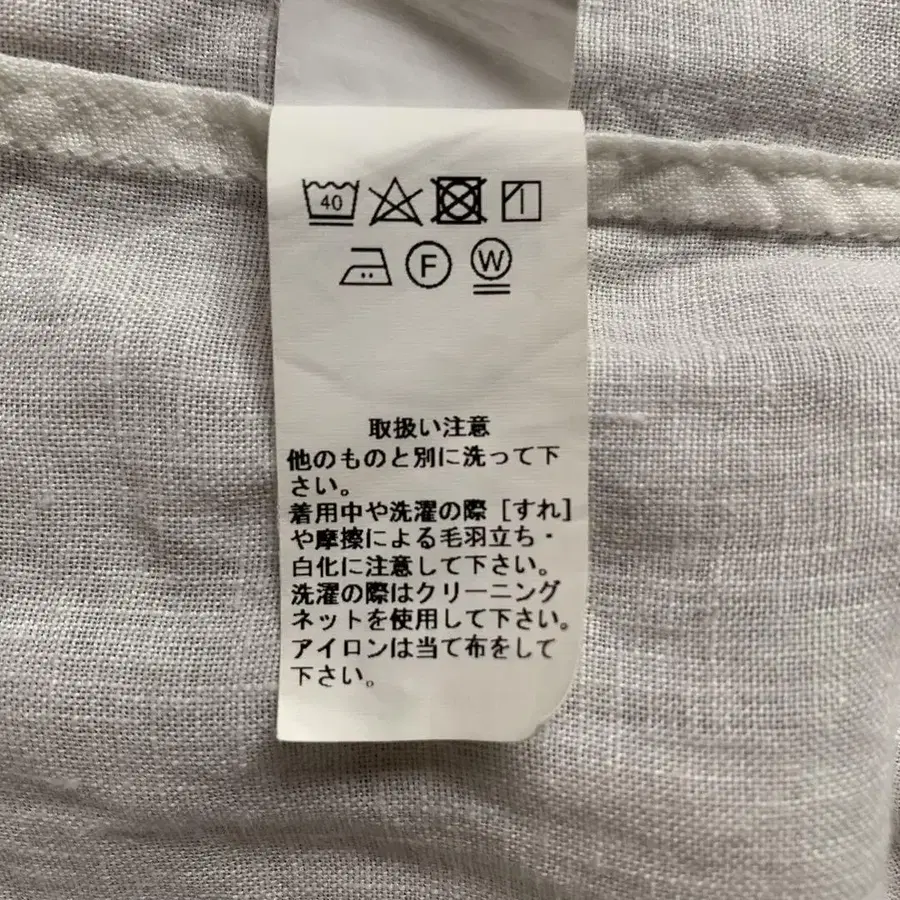 40
F W
取扱い注意
他のものと別に洗って下
さい。
着用中や洗濯の際［すれ］
や摩擦による毛羽立ち・
白化に注意して下さい。
洗濯の際はクリーニング
ネットを使用して下さい。
アイロンは当て布をして
下さい。